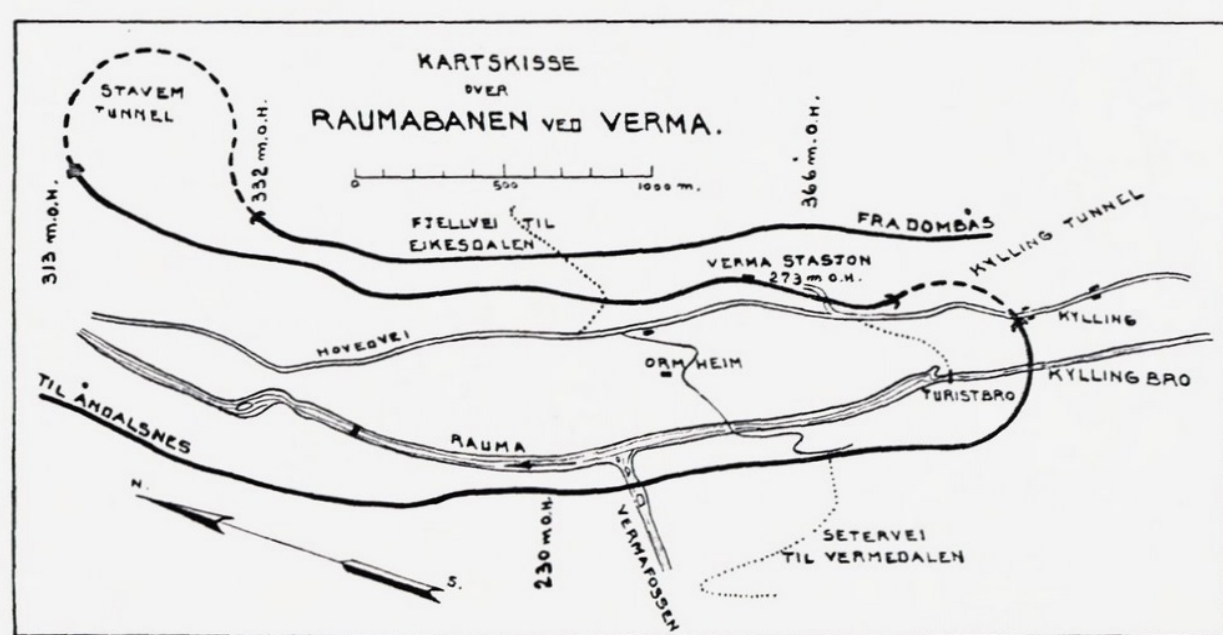 KARTSKISSE
OVER
RAUMABANEN VED VERMA.
STAVEM
TUNNEL
332 m.o.H.
366 m.o.H.
0 500 1000 m.
313 m.o.H.
FJELLVEI TIL
EIKESDALEN
FRA DOMBÅS
KYLLING TUNNEL
VERMA STASJON
273 m O.H.
KYLLING
HOVEDVEI
ORMHEIM
KYLLING BRO
TURISTBRO
TIL ÅNDALSNES
RAUMA
N.
S.
230 m O.H.
VERMAFOSSEN
SETERVEI
TIL VERMEDALEN